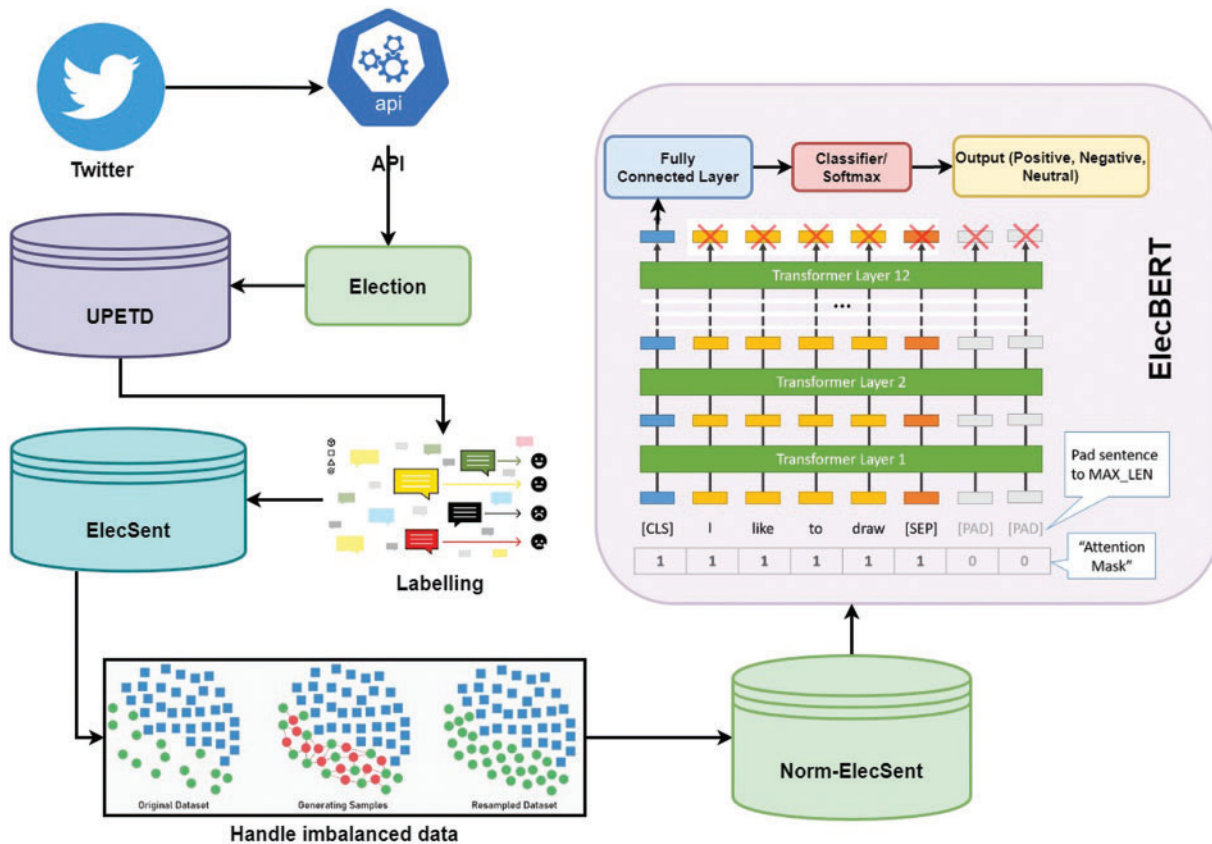 api
Twitter
API
Election
UPETD
ElecSent
Labelling
Original Dataset
Generating Samples
Resampled Dataset
Handle imbalanced data
Norm-ElecSent
ElecBERT
Fully
Connected Layer
Classifier/
Softmax
Output (Positive, Negative,
Neutral)
Transformer Layer 12
...
Transformer Layer 2
Transformer Layer 1
Pad sentence
to MAX_LEN
[CLS] I like to draw [SEP] [PAD] [PAD]
1 1 1 1 1 1 0 0
“Attention
Mask”